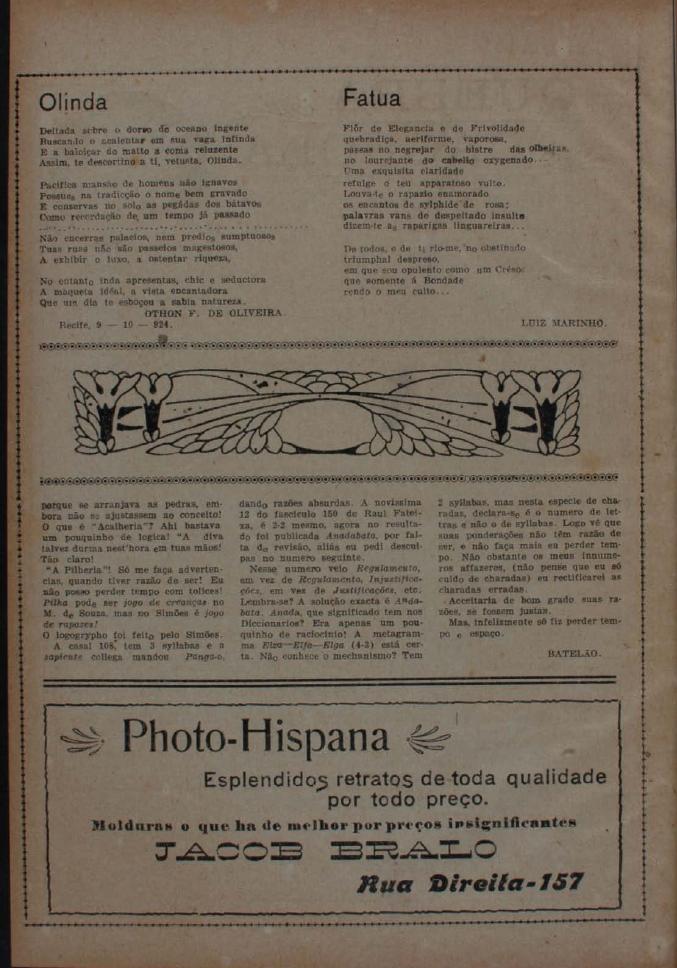 Olinda
Deitada sobre o dorso de oceano ingente
Buscando o acalentar em sua vaga infinda
E a baloiçar do matto a coma reluzente
Assim, te descortino a ti, vetusta, Olinda.
Pacifica mansão de homens não ignavos
Possues na tradicção o nome bem gravado
E conservas no solo as pegádas dos bátavos
Como recordação de um tempo já passado
Não encerras palacios, nem predios sumptuosos
Tuas ruas não são passeios magestosos,
A exhibir o luxo, a ostentar riqueza,
No entanto inda apresentas, chic e seductora
A maqueta idéal, a vista encantadora
Que um dia te esboçou a sabia natureza.
OTHON F. DE OLIVEIRA
Recife, 9 — 10 — 924.
Fatua
Flôr de Elegancia e de Frivolidade
quebradiça, aeriforme, vaporosa,
passas no negrejar do bistre das olheiras,
no lourejante do cabello oxygenado...
Uma exquisita claridade
refulge o teu apparatoso vulto.
Louva-te o rapazio enamorado
os encantos de sylphide de rosa;
palavras vans de despeitado insulto
dizem-te as raparigas linguareiras...
De todos, e de ti rio-me, no obstinado
triumphal despreso,
em que sou opulento como um Crésoc
que somente á Bondade
rendo o meu culto...
LUIZ MARINHO.
porque se arranjava as pedras, em-
bora não se ajustassem ao conceito!
O que é "Acalheria"? Ahi bastava
um pouquinho de logica! "A diva
talvez durma nest'hora em tuas mãos!
Tão claro!
"A Pilheria"! Só me faça adverten-
cias, quando tiver razão de ser! Eu
não posso perder tempo com tolices!
Pilka pode ser jogo de creanças no
M. de Souza, mas no Simões é jogo
de rapazes!
O logogrypho foi feito pelo Simões.
A casal 108, tem 3 syllabas e a
sapiente collega mandou Panga-o,
dando razões absurdas. A novissima
12 do fasciculo 150 de Raul Fatei-
xa, é 2-2 mesmo, agora no resulta-
do foi publicada Anadabata, por fal-
ta de revisão, aliás eu pedi descul-
pas no numero seguinte.
Nesse numero veio Regulamento,
em vez de Regulamento, Injustifica-
ções, em vez de Justificações, etc.
Lembra-se? A solução exacta é Anda-
bata. Anada, que significado tem nos
Diccionarios? Era apenas um pou-
quinho de raciocinio! A metagram-
ma Elza—Elfa—Elga (4-3) está cer-
ta. Não conhece o mechanismo? Tem
2 syllabas, mas nesta especie de cha-
radas, declara-se é o numero de let-
tras e não o de syllabas. Logo vê que
suas ponderações não têm razão de
ser, e não faça mais eu perder tem-
po. Não obstante os meus innume-
ros affazeres, (não pense que eu só
cuido de charadas) eu rectificarei as
charadas erradas.
Acceitaria de bom grado suas ra-
zões, se fossem justas.
Mas, infelizmente só fiz perder tem-
po e espaço.
BATELÃO.
Photo-Hispana
Esplendidos retratos de toda qualidade
por todo preço.
Molduras o que ha de melhor por preços insignificantes
JACOB BRALO
Rua Direita-157